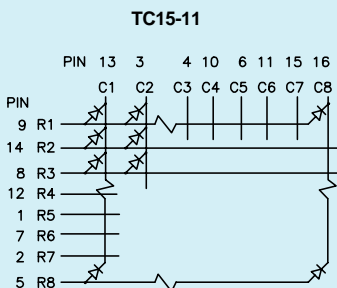 TC15-11
PIN 13 3 4 10 6 11 15 16
C1 C2 C3 C4 C5 C6 C7 C8
PIN
9 R1
14 R2
8 R3
12 R4
1 R5
7 R6
2 R7
5 R8